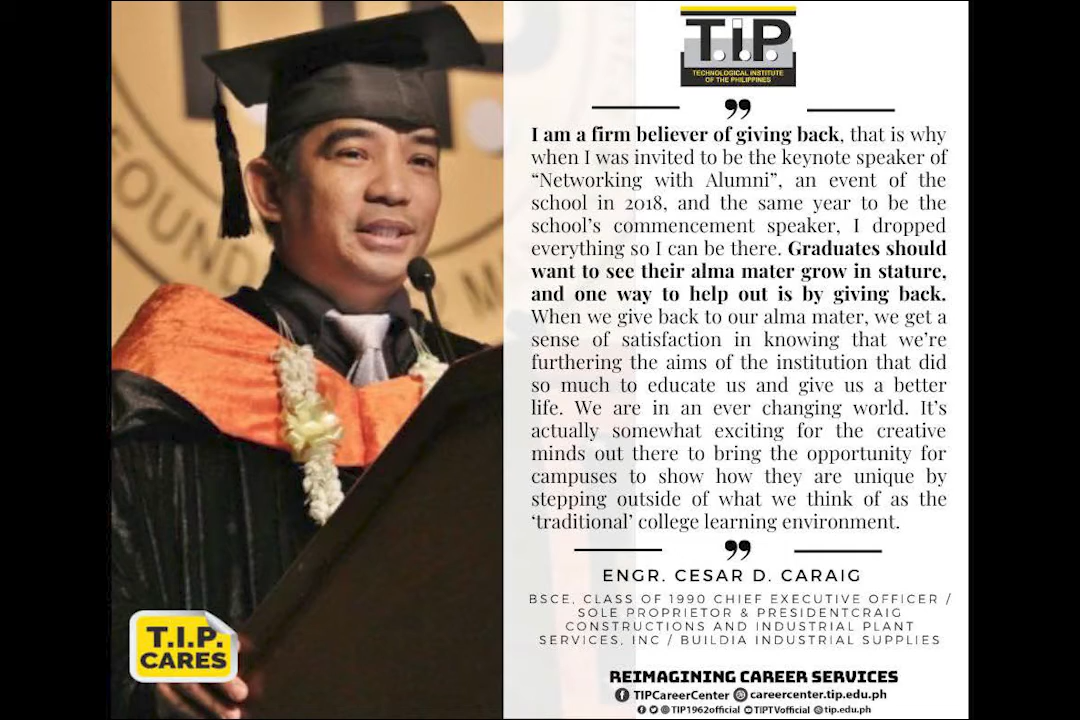 T.i.P.
TECHNOLOGICAL INSTITUTE
OF THE PHILIPPINES
”
I am a firm believer of giving back, that is why
when I was invited to be the keynote speaker of
“Networking with Alumni”, an event of the
school in 2018, and the same year to be the
school’s commencement speaker, I dropped
everything so I can be there. Graduates should
want to see their alma mater grow in stature,
and one way to help out is by giving back.
When we give back to our alma mater, we get a
sense of satisfaction in knowing that we’re
furthering the aims of the institution that did
so much to educate us and give us a better
life. We are in an ever changing world. It’s
actually somewhat exciting for the creative
minds out there to bring the opportunity for
campuses to show how they are unique by
stepping outside of what we think of as the
‘traditional’ college learning environment.
”
ENGR. CESAR D. CARAIG
BSCE, CLASS OF 1990 CHIEF EXECUTIVE OFFICER /
SOLE PROPRIETOR & PRESIDENTCRAIG
CONSTRUCTIONS AND INDUSTRIAL PLANT
SERVICES, INC / BUILDIA INDUSTRIAL SUPPLIES
REIMAGINING CAREER SERVICES
TIPCareerCenter careercenter.tip.edu.ph
TIP1962official TIPTVofficial tip.edu.ph
T.I.P.
CARES